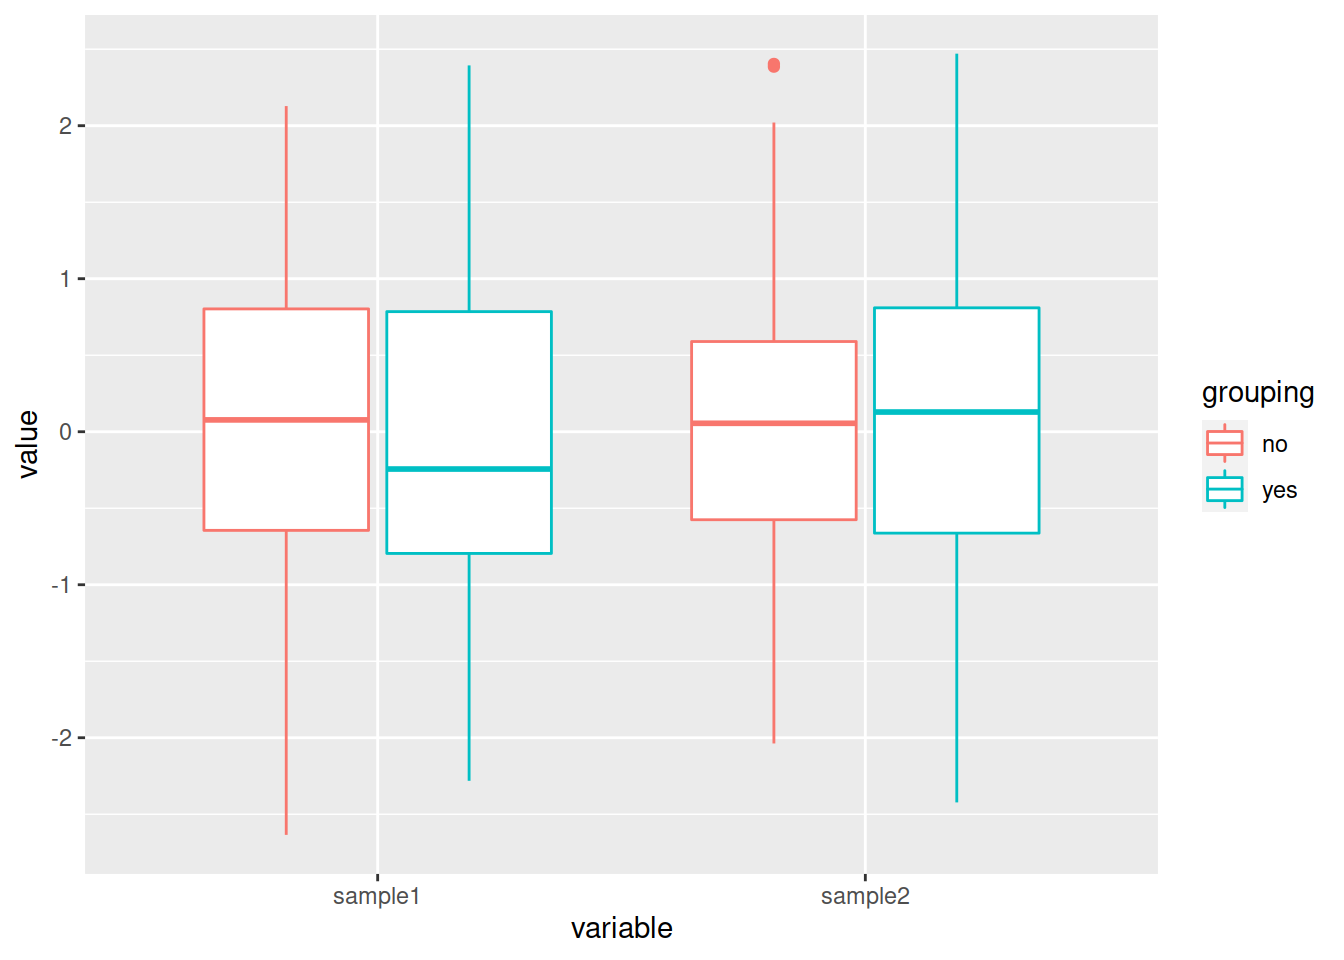 value
2
1
0
-1
-2
sample1
sample2
variable
grouping
no
yes